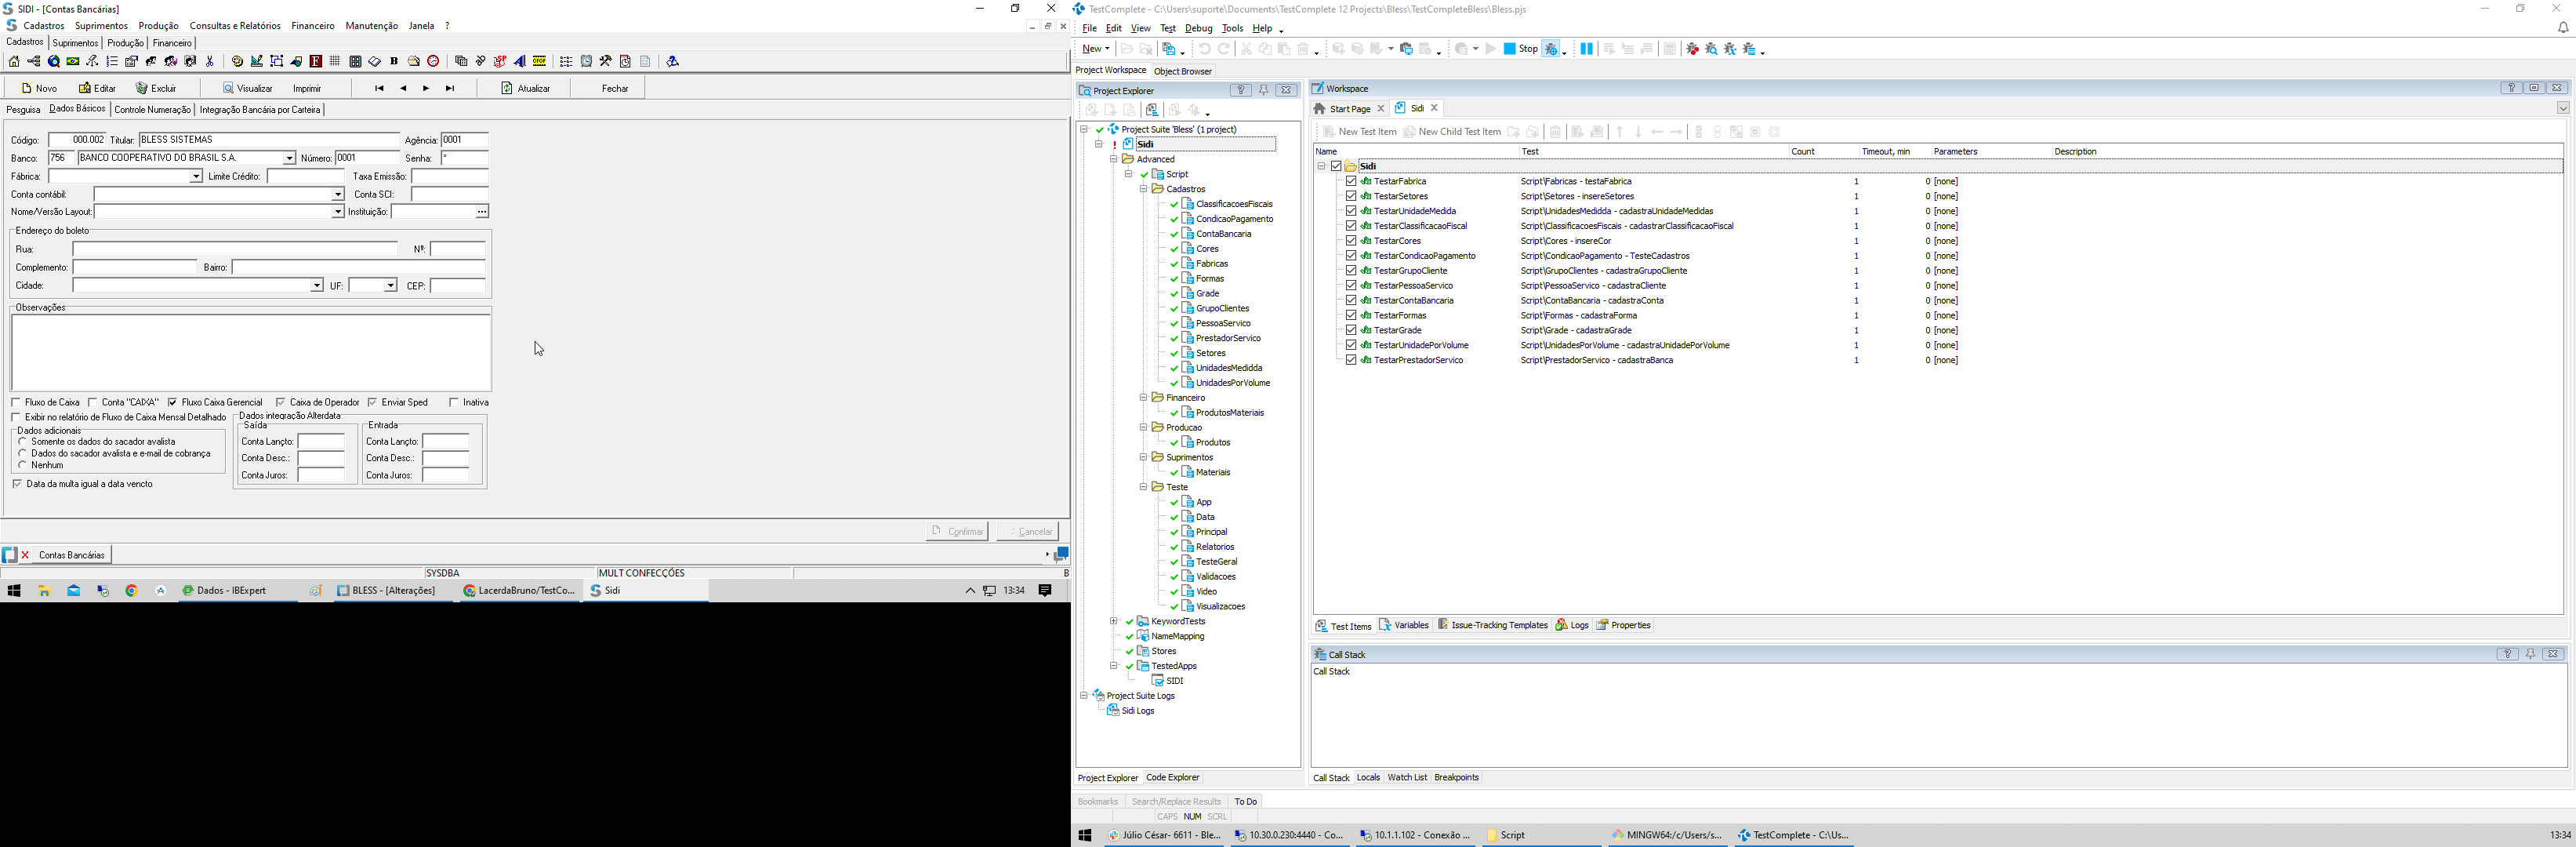 SIDI - [Contas Bancárias]
Cadastros Suprimentos Produção Consultas e Relatórios Financeiro Manutenção Janela ?
Cadastros Suprimentos Produção Financeiro
Novo Editar Excluir Visualizar Imprimir Atualizar Fechar
Pesquisa Dados Básicos Controle Numeração Integração Bancária por Carteira
Código: 000.002 Titular: BLESS SISTEMAS Agência: 0001
Banco: 756 BANCO COOPERATIVO DO BRASIL S.A. Número: 0001 Senha: *
Fábrica: Limite Crédito: Taxa Emissão:
Conta contábil: Conta SCI:
Nome/Versão Layout: Instituição: ...
Endereço do boleto
Rua: Nº:
Complemento: Bairro:
Cidade: UF: CEP:
Observações
Fluxo de Caixa Conta "CAIXA" Fluxo Caixa Gerencial Caixa de Operador Enviar Sped Inativa
Exibir no relatório de Fluxo de Caixa Mensal Detalhado
Dados adicionais
Somente os dados do sacador avalista
Dados do sacador avalista e e-mail de cobrança
Nenhum
Data da multa igual a data vencto
Dados integração Alterdata
Saída Entrada
Conta Lançto: Conta Lançto:
Conta Desc.: Conta Desc.:
Conta Juros: Conta Juros:
Confirmar Cancelar
Contas Bancárias
SYSDBA MULT CONFECÇÕES B
Dados - IBExpert BLESS - [Alterações] LacerdaBruno/TestCo... Sidi 13:34
TestComplete - C:\Users\suporte\Documents\TestComplete 12 Projects\Bless\TestCompleteBless\Bless.pjs
File Edit View Test Debug Tools Help
New Stop
Project Workspace Object Browser
Project Explorer
Project Suite 'Bless' (1 project)
Sidi
Advanced
Script
Cadastros
ClassificacoesFiscais
CondicaoPagamento
ContaBancaria
Cores
Fabricas
Formas
Grade
GrupoClientes
PessoaServico
PrestadorServico
Setores
UnidadesMedidda
UnidadesPorVolume
Financeiro
ProdutosMateriais
Producao
Produtos
Suprimentos
Materiais
Teste
App
Data
Principal
Relatorios
TesteGeral
Validacoes
Video
Visualizacoes
KeywordTests
NameMapping
Stores
TestedApps
SIDI
Project Suite Logs
Sidi Logs
Project Explorer Code Explorer
Workspace
Start Page Sidi
New Test Item New Child Test Item
Name Test Count Timeout, min Parameters Description
Sidi
TestarFabrica Script\Fabricas - testaFabrica 1 0 [none]
TestarSetores Script\Setores - insereSetores 1 0 [none]
TestarUnidadeMedida Script\UnidadesMedidda - cadastraUnidadeMedidas 1 0 [none]
TestarClassificacaoFiscal Script\ClassificacoesFiscais - cadastrarClassificacaoFiscal 1 0 [none]
TestarCores Script\Cores - insereCor 1 0 [none]
TestarCondicaoPagamento Script\CondicaoPagamento - TesteCadastros 1 0 [none]
TestarGrupoCliente Script\GrupoClientes - cadastraGrupoCliente 1 0 [none]
TestarPessoaServico Script\PessoaServico - cadastraCliente 1 0 [none]
TestarContaBancaria Script\ContaBancaria - cadastraConta 1 0 [none]
TestarFormas Script\Formas - cadastraForma 1 0 [none]
TestarGrade Script\Grade - cadastraGrade 1 0 [none]
TestarUnidadePorVolume Script\UnidadesPorVolume - cadastraUnidadePorVolume 1 0 [none]
TestarPrestadorServico Script\PrestadorServico - cadastraBanca 1 0 [none]
Test Items Variables Issue-Tracking Templates Logs Properties
Call Stack
Call Stack
Call Stack Locals Watch List Breakpoints
Bookmarks Search/Replace Results To Do
CAPS NUM SCRL
Júlio César- 6611 - Ble... 10.30.0.230:4440 - Co... 10.1.1.102 - Conexão ... Script MINGW64:/c/Users/s... TestComplete - C:\Us... 13:34